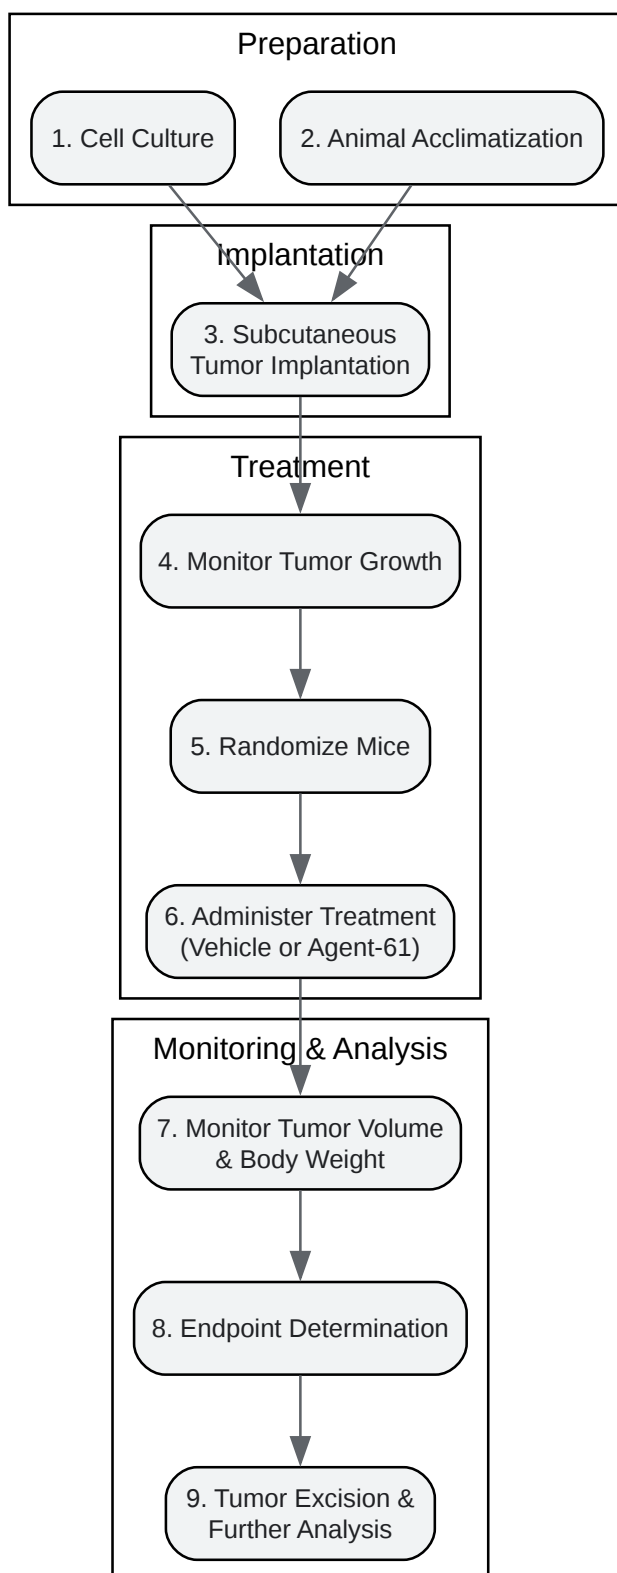 Preparation
1. Cell Culture
2. Animal Acclimatization
Implantation
3. Subcutaneous
Tumor Implantation
Treatment
4. Monitor Tumor Growth
5. Randomize Mice
6. Administer Treatment
(Vehicle or Agent-61)
Monitoring & Analysis
7. Monitor Tumor Volume
& Body Weight
8. Endpoint Determination
9. Tumor Excision &
Further Analysis